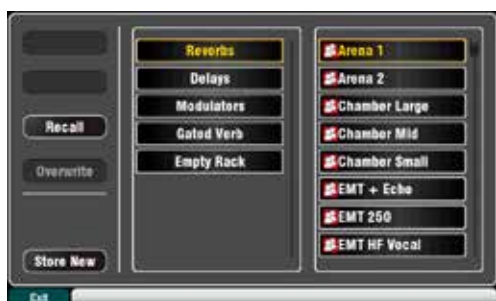 Recall
Overwrite
Store New
Exit
Reverbs
Delays
Modulators
Gated Verb
Empty Rack
Arena 1
Arena 2
Chamber Large
Chamber Mid
Chamber Small
EMT + Echo
EMT 250
EMT HF Vocal